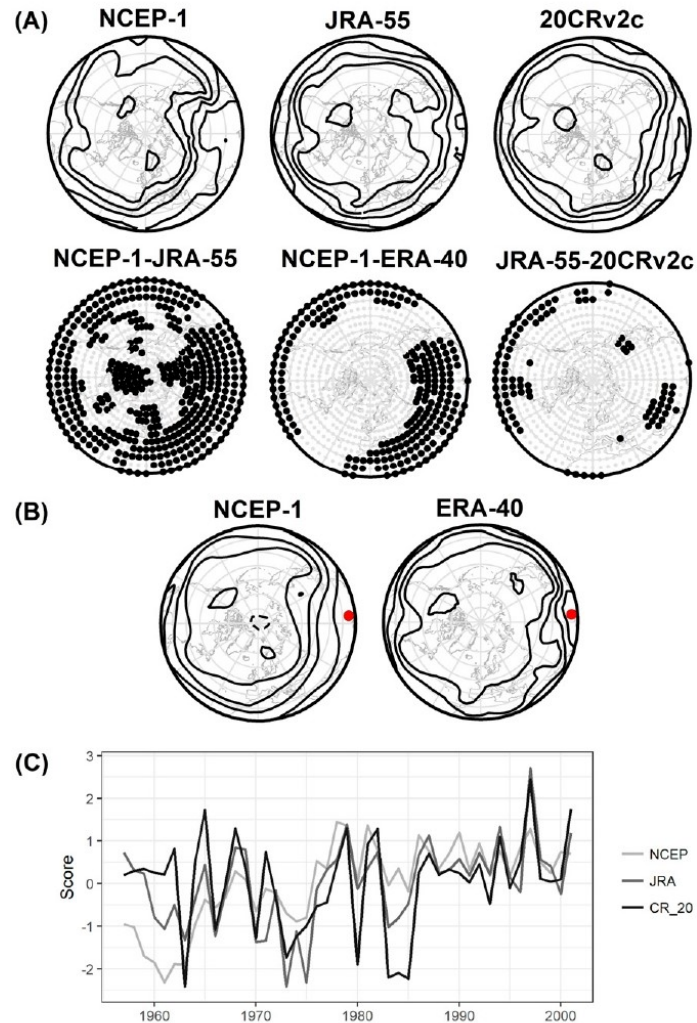 (A)
NCEP-1 JRA-55 20CRv2c
NCEP-1-JRA-55 NCEP-1-ERA-40 JRA-55-20CRv2c
(B)
NCEP-1 ERA-40
(C)
3
2
1
0
-1
-2
Score
1960 1970 1980 1990 2000
NCEP
JRA
CR_20